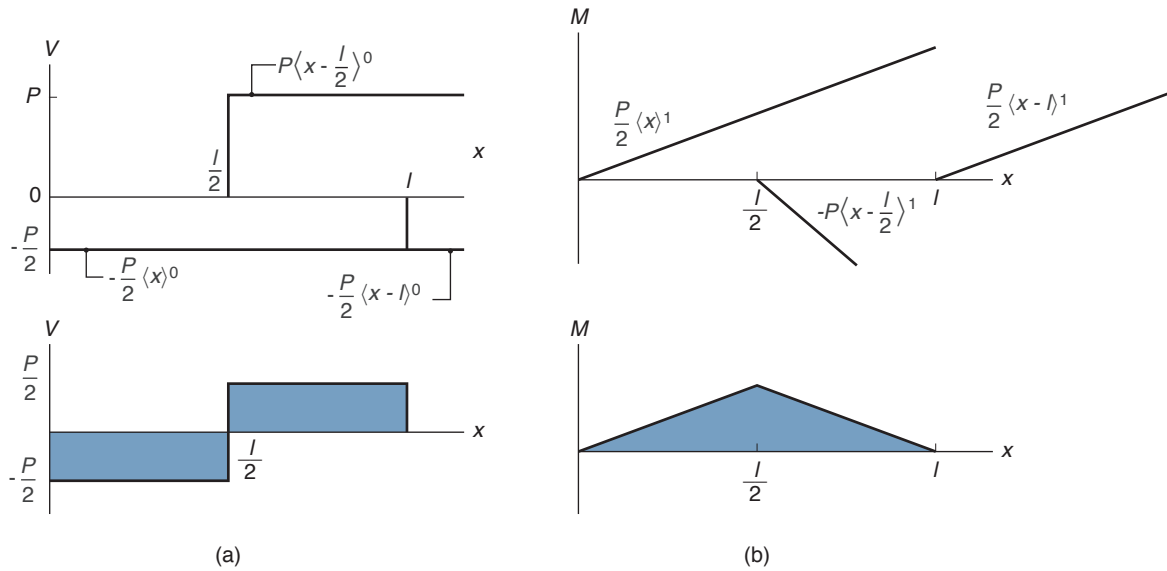 V
P
0
-P/2
P⟨x - l/2⟩⁰
l/2
x
l
-P/2 ⟨x⟩⁰
-P/2 ⟨x - l⟩⁰
M
P/2 ⟨x⟩¹
P/2 ⟨x - l⟩¹
l/2
-P⟨x - l/2⟩¹
l
x
V
P/2
-P/2
l/2
x
M
l/2
l
x
(a)
(b)